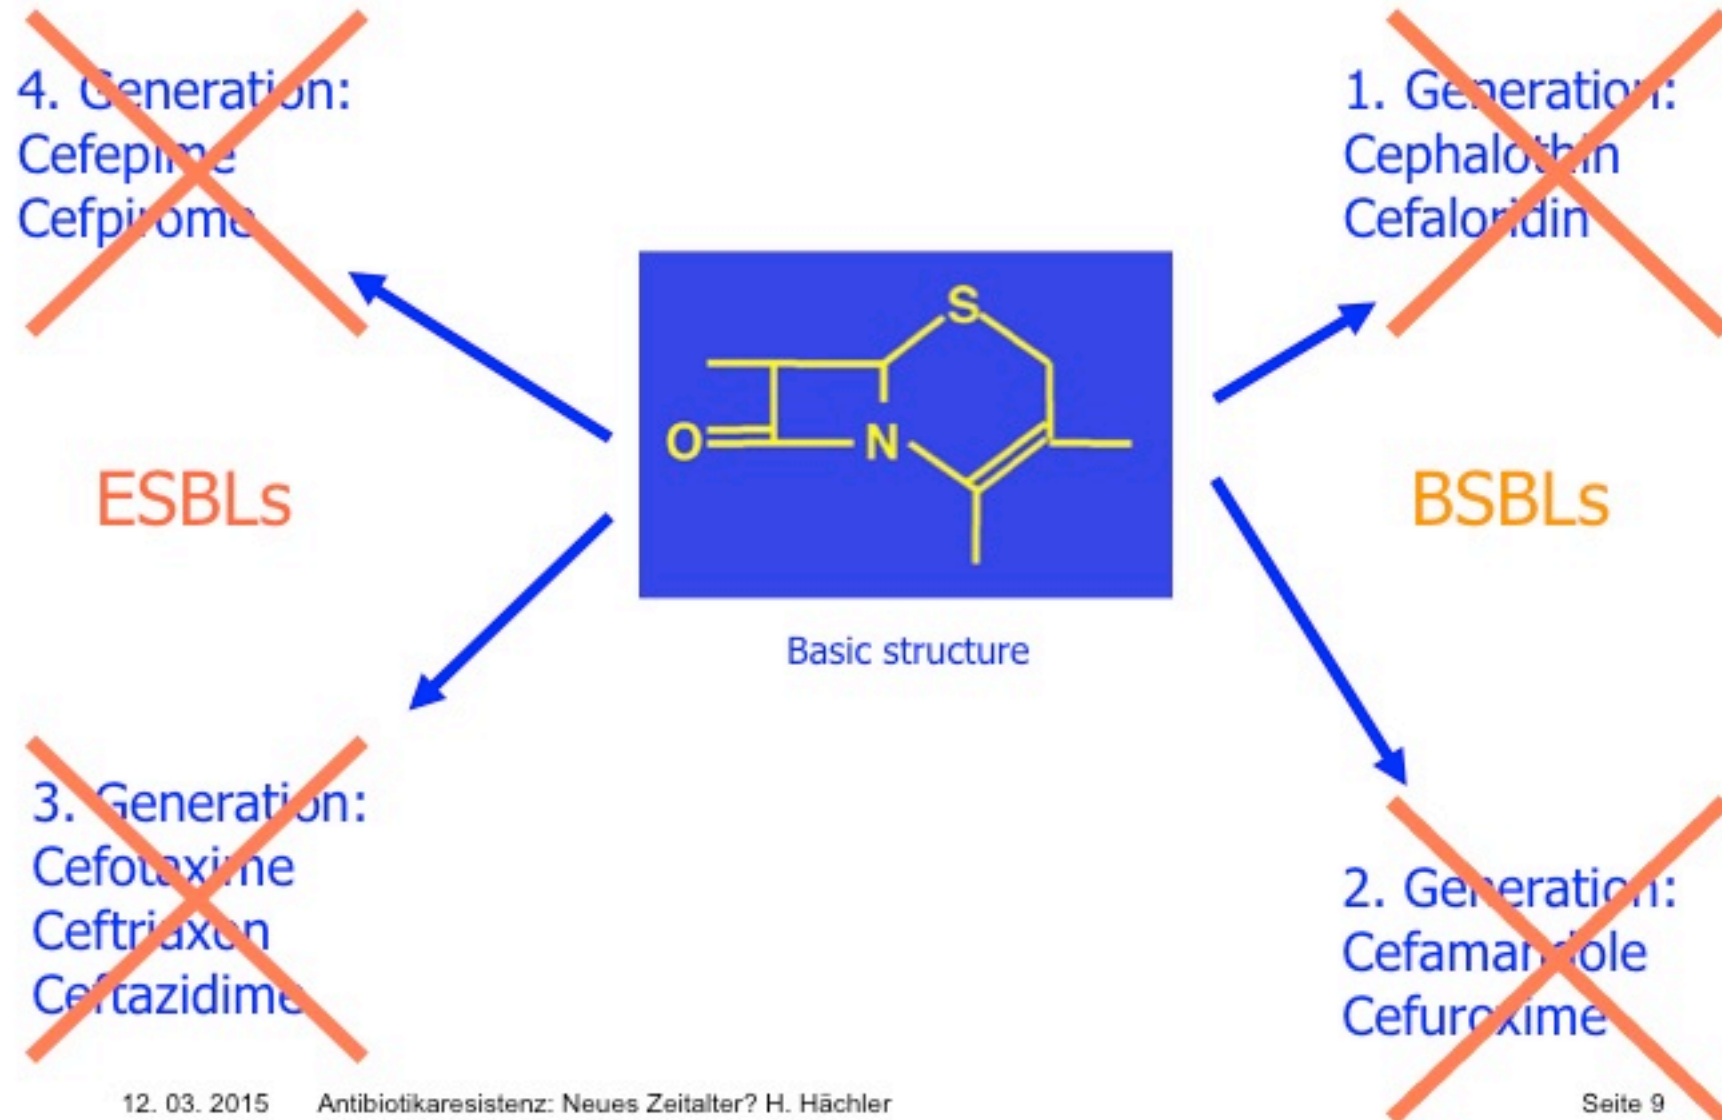 4. Generation:
Cefepime
Cefpirome
1. Generation:
Cephalothin
Cefaloridin
S
O
N
ESBLs
BSBLs
Basic structure
3. Generation:
Cefotaxime
Ceftriaxon
Ceftazidime
2. Generation:
Cefamandole
Cefuroxime
12. 03. 2015 Antibiotikaresistenz: Neues Zeitalter? H. Hächler Seite 9